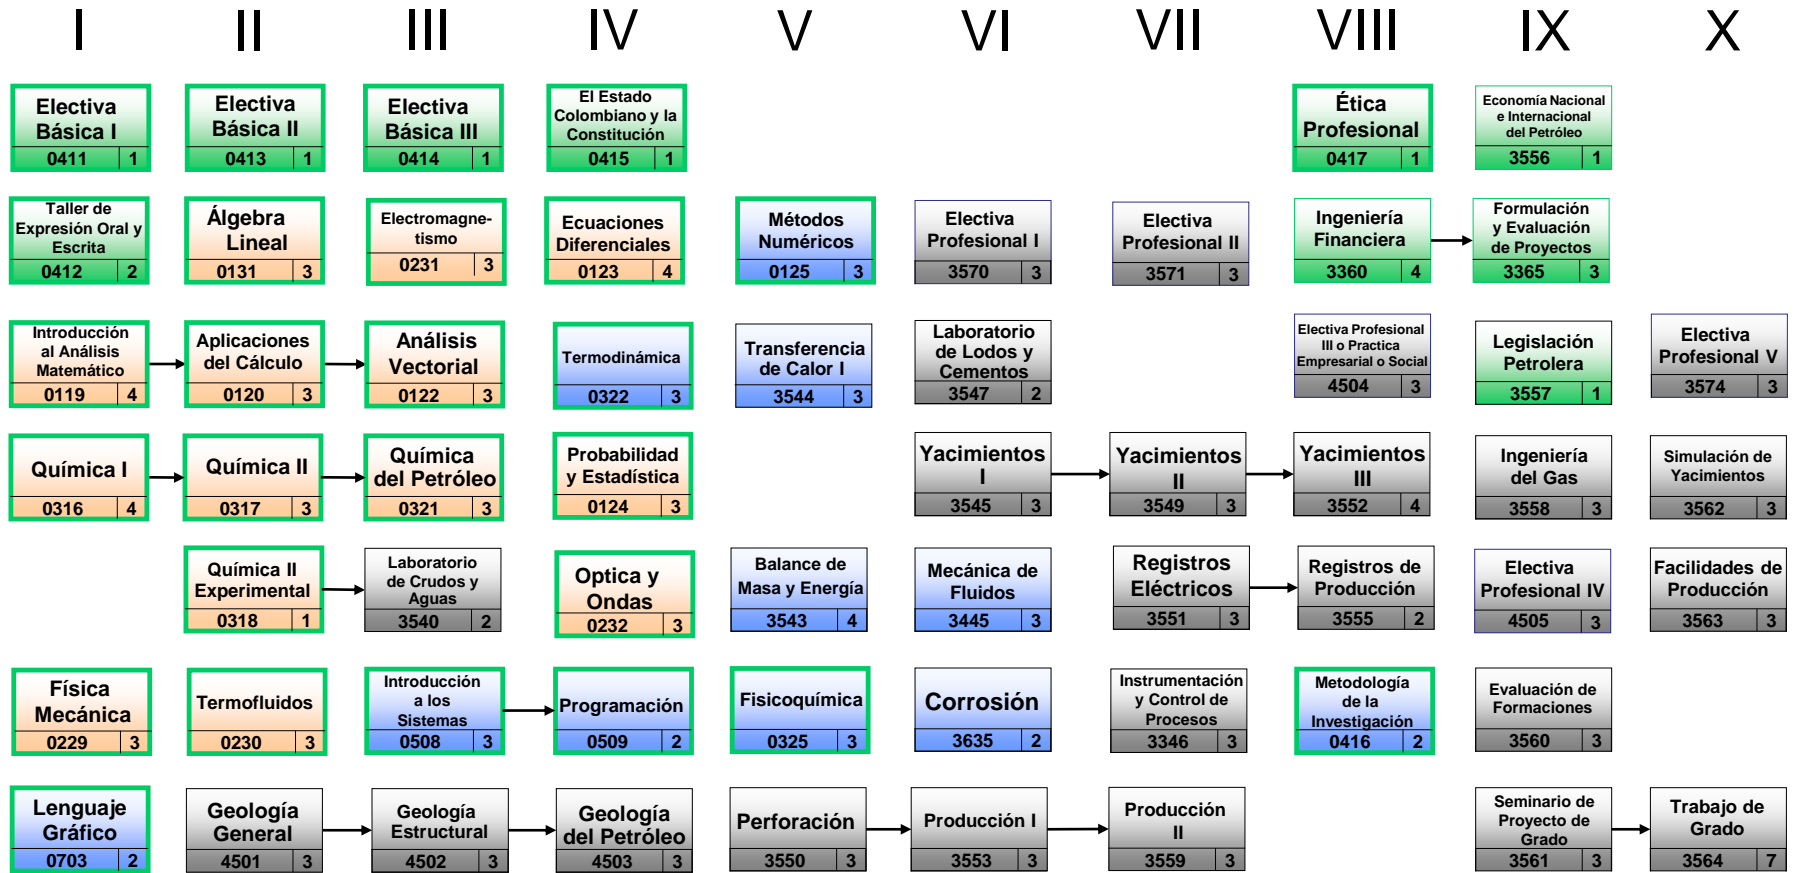 I II III IV V VI VII VIII IX X
Electiva
Básica I
0411 1
Electiva
Básica II
0413 1
Electiva
Básica III
0414 1
El Estado
Colombiano y la
Constitución
0415 1
Ética
Profesional
0417 1
Economía Nacional
e Internacional
del Petróleo
3556 1
Taller de
Expresión Oral y
Escrita
0412 2
Álgebra
Lineal
0131 3
Electromagne-
tismo
0231 3
Ecuaciones
Diferenciales
0123 4
Métodos
Numéricos
0125 3
Electiva
Profesional I
3570 3
Electiva
Profesional II
3571 3
Ingeniería
Financiera
3360 4
Formulación
y Evaluación
de Proyectos
3365 3
Introducción
al Análisis
Matemático
0119 4
Aplicaciones
del Cálculo
0120 3
Análisis
Vectorial
0122 3
Termodinámica
0322 3
Transferencia
de Calor I
3544 3
Laboratorio
de Lodos y
Cementos
3547 2
Electiva Profesional
III o Practica
Empresarial o Social
4504 3
Legislación
Petrolera
3557 1
Electiva
Profesional V
3574 3
Química I
0316 4
Química II
0317 3
Química
del Petróleo
0321 3
Probabilidad
y Estadística
0124 3
Yacimientos
I
3545 3
Yacimientos
II
3549 3
Yacimientos
III
3552 4
Ingeniería
del Gas
3558 3
Simulación de
Yacimientos
3562 3
Química II
Experimental
0318 1
Laboratorio
de Crudos y
Aguas
3540 2
Optica y
Ondas
0232 3
Balance de
Masa y Energía
3543 4
Mecánica de
Fluidos
3445 3
Registros
Eléctricos
3551 3
Registros de
Producción
3555 2
Electiva
Profesional IV
4505 3
Facilidades de
Producción
3563 3
Física
Mecánica
0229 3
Termofluidos
0230 3
Introducción
a los
Sistemas
0508 3
Programación
0509 2
Fisicoquímica
0325 3
Corrosión
3635 2
Instrumentación
y Control de
Procesos
3346 3
Metodología
de la
Investigación
0416 2
Evaluación de
Formaciones
3560 3
Lenguaje
Gráfico
0703 2
Geología
General
4501 3
Geología
Estructural
4502 3
Geología
del Petróleo
4503 3
Perforación
3550 3
Producción I
3553 3
Producción
II
3559 3
Seminario de
Proyecto de
Grado
3561 3
Trabajo de
Grado
3564 7